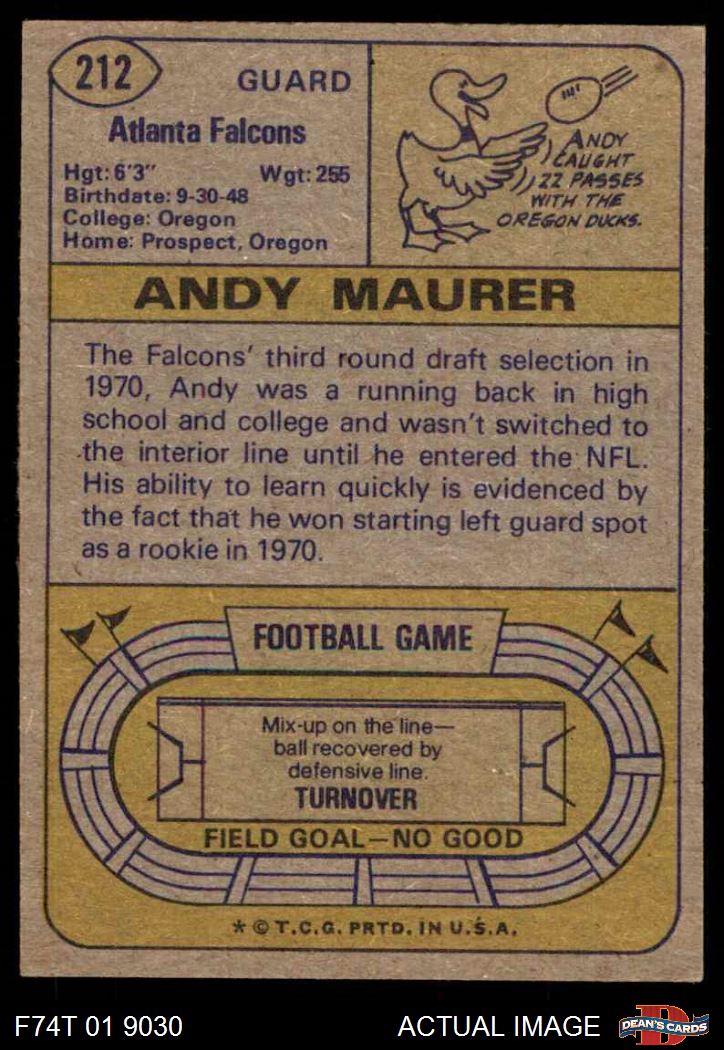 212
GUARD
Atlanta Falcons
Hgt: 6'3" Wgt: 255
Birthdate: 9-30-48
College: Oregon
Home: Prospect, Oregon
ANDY
CAUGHT
22 PASSES
WITH THE
OREGON DUCKS.
ANDY MAURER
The Falcons' third round draft selection in
1970, Andy was a running back in high
school and college and wasn't switched to
the interior line until he entered the NFL.
His ability to learn quickly is evidenced by
the fact that he won starting left guard spot
as a rookie in 1970.
FOOTBALL GAME
Mix-up on the line—
ball recovered by
defensive line.
TURNOVER
FIELD GOAL—NO GOOD
* © T.C.G. PRTD. IN U.S.A.
F74T 01 9030
ACTUAL IMAGE
D
DEAN'S CARDS